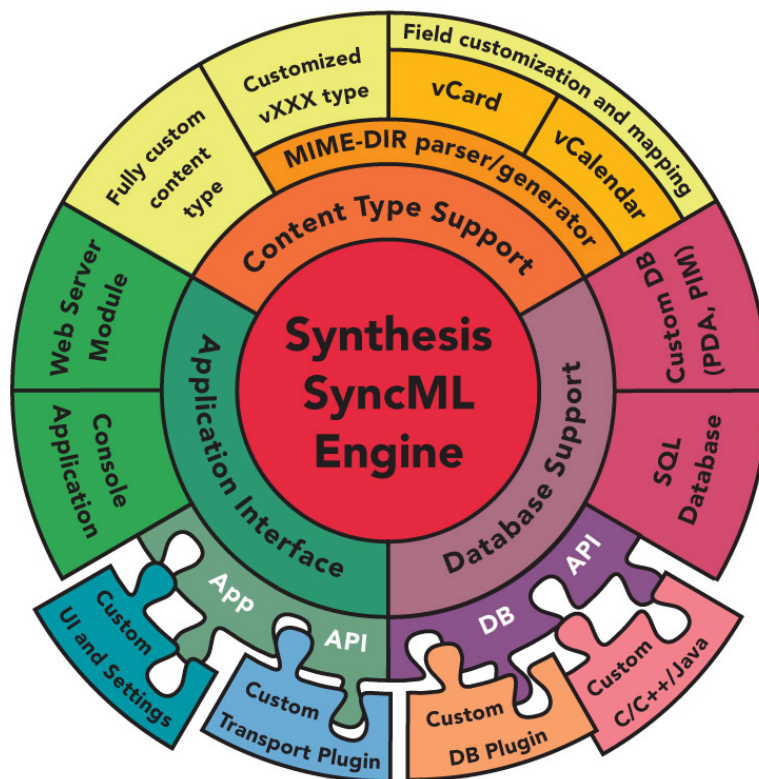 Field customization and mapping
Customized
vXXX type
vCard
vCalendar
Fully custom
content
type
MIME-DIR parser/generator
Content Type Support
Web Server
Module
Custom DB
(PDA, PIM)
Synthesis
SyncML
Engine
Application Interface
Database Support
Console
Application
SQL
Database
App API
DB API
Custom
UI and Settings
Custom
Transport Plugin
Custom
DB Plugin
Custom
C/C++/Java